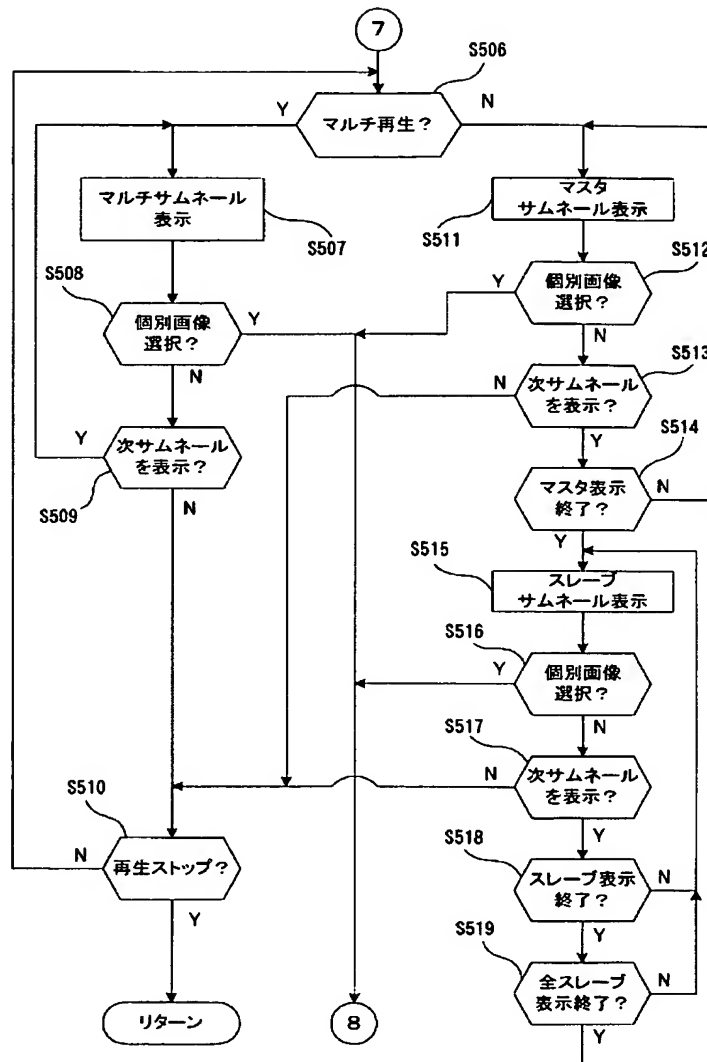 7
S506
Y
マルチ再生？
N
マルチサムネール
表示
S507
マスタ
サムネール表示
S511
S508
個別画像
選択？
Y
N
S512
Y
個別画像
選択？
N
S513
N
次サムネール
を表示？
Y
Y
次サムネール
を表示？
S509
N
S514
マスタ表示
終了？
N
Y
S515
スレーブ
サムネール表示
S516
Y
個別画像
選択？
N
S517
N
次サムネール
を表示？
Y
S510
N
再生ストップ？
Y
S518
スレーブ表示
終了？
N
Y
S519
全スレーブ
表示終了？
N
Y
リターン
8